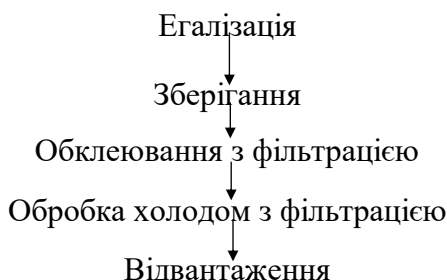 Егалізація
Зберігання
Обклеювання з фільтрацією
Обробка холодом з фільтрацією
Відвантаження